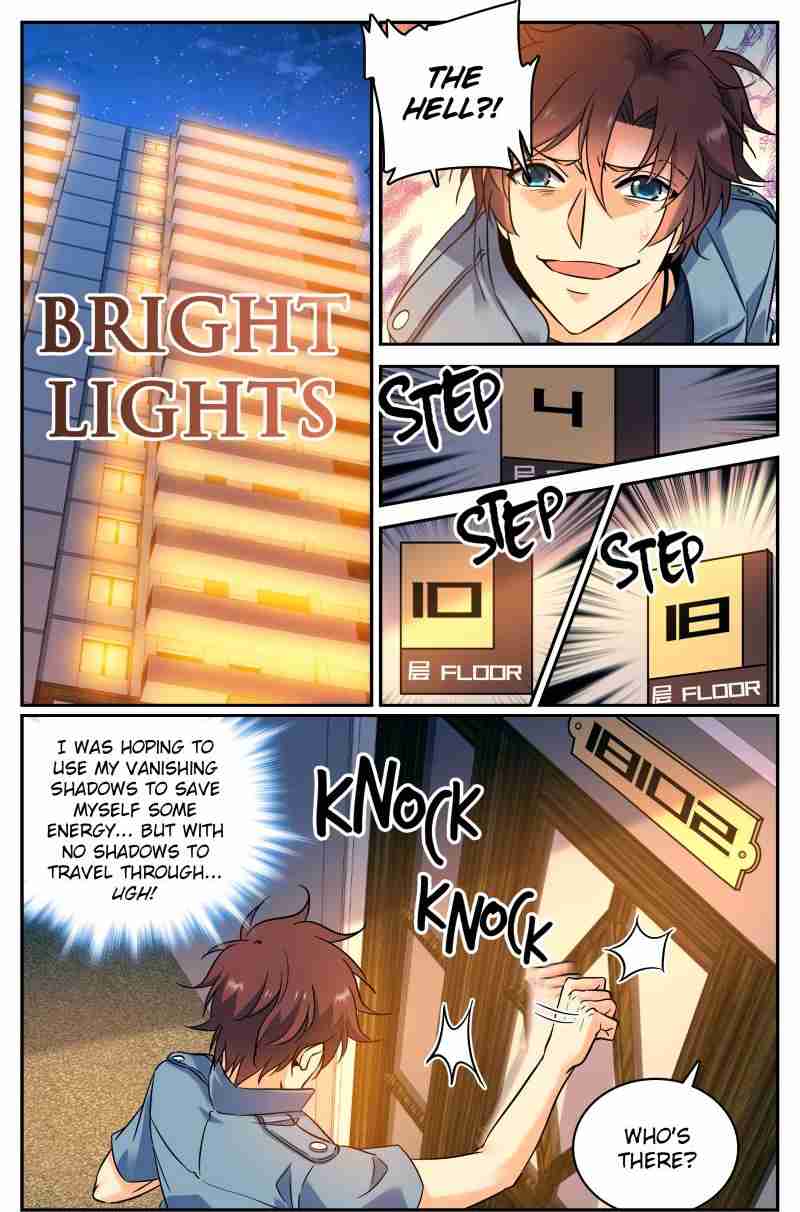 BRIGHT
LIGHTS
THE
HELL?!
STEP
4
层
STEP
10
层 FLOOR
STEP
18
层 FLOOR
I WAS HOPING TO
USE MY VANISHING
SHADOWS TO SAVE
MYSELF SOME
ENERGY... BUT WITH
NO SHADOWS TO
TRAVEL THROUGH...
UGH!
KNOCK
KNOCK
18102
WHO'S
THERE?